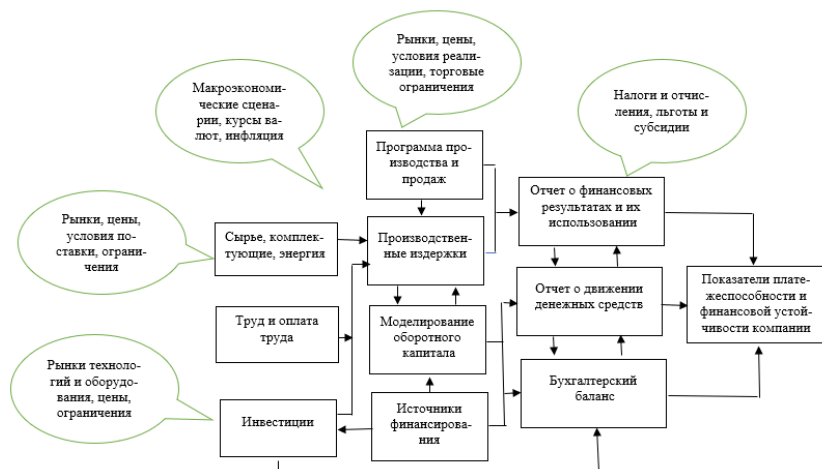 Рынки, цены,
условия реали-
зации, торговые
ограничения
Макроэкономи-
ческие сцена-
рии, курсы ва-
лют, инфляция
Налоги и отчис-
ления, льготы и
субсидии
Программа про-
изводства и
продаж
Отчет о финансовых
результатах и их
использовании
Рынки, цены,
условия по-
ставки, ограни-
чения
Сырье, комплек-
тующие, энергия
Производствен-
ные издержки
Отчет о движении
денежных средств
Показатели плате-
жеспособности и
финансовой устой-
чивости компании
Труд и оплата
труда
Моделирование
оборотного
капитала
Рынки техноло-
гий и оборудо-
вания, цены,
ограничения
Бухгалтерский
баланс
Инвестиции
Источники
финансирова-
ния